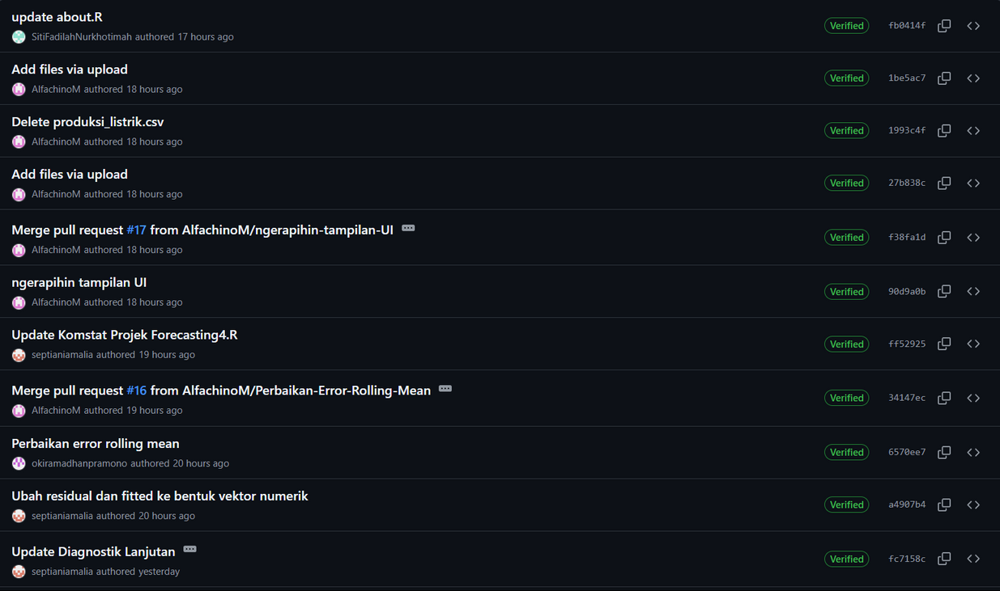 update about.R
SitiFadilahNurkhotimah authored 17 hours ago
Verified
fb0414f
Add files via upload
AlfachinoM authored 18 hours ago
Verified
1be5ac7
Delete produksi_listrik.csv
AlfachinoM authored 18 hours ago
Verified
1993c4f
Add files via upload
AlfachinoM authored 18 hours ago
Verified
27b838c
Merge pull request #17 from AlfachinoM/ngerapihin-tampilan-UI
AlfachinoM authored 18 hours ago
Verified
f38fa1d
ngerapihin tampilan UI
AlfachinoM authored 18 hours ago
Verified
90d9a0b
Update Komstat Projek Forecasting4.R
septianiamalia authored 19 hours ago
Verified
ff52925
Merge pull request #16 from AlfachinoM/Perbaikan-Error-Rolling-Mean
AlfachinoM authored 19 hours ago
Verified
34147ec
Perbaikan error rolling mean
okiramadhanpramono authored 20 hours ago
Verified
6570ee7
Ubah residual dan fitted ke bentuk vektor numerik
septianiamalia authored 20 hours ago
Verified
a4907b4
Update Diagnostik Lanjutan
septianiamalia authored yesterday
Verified
fc7158c